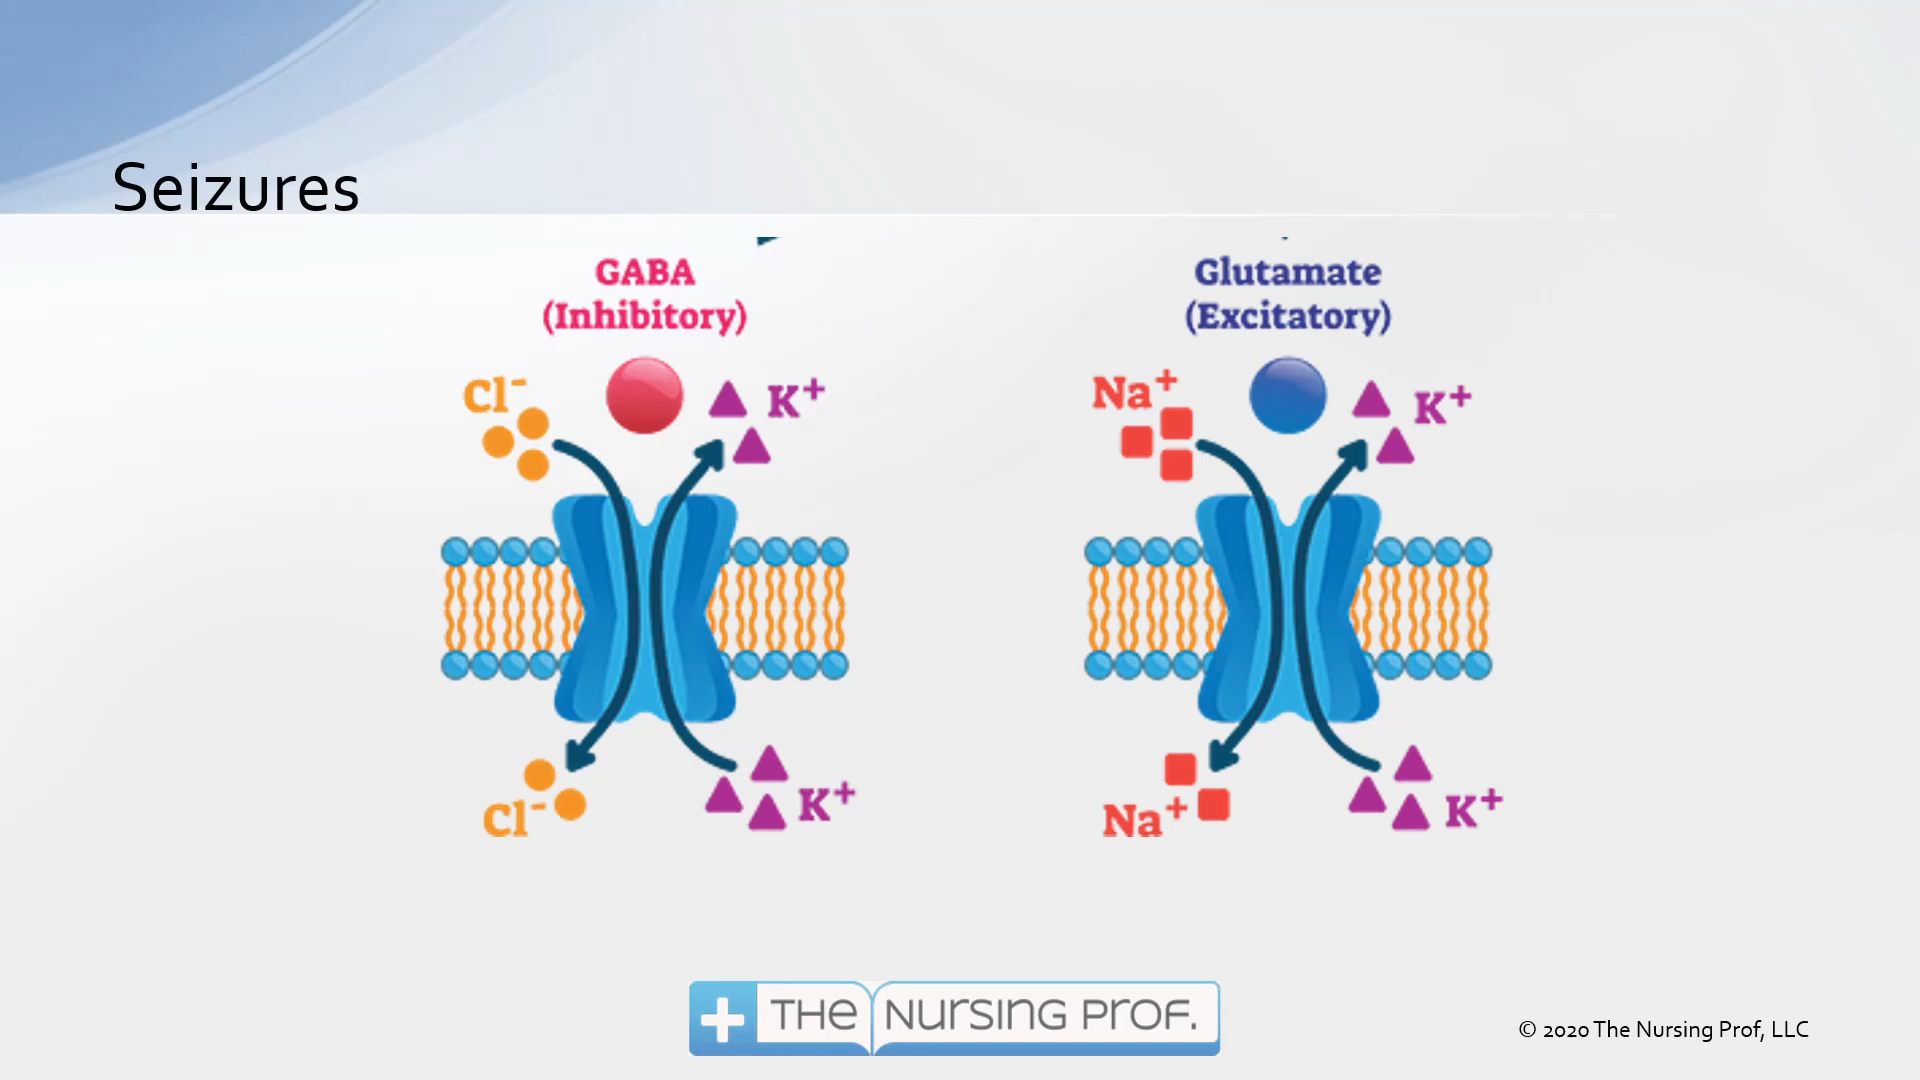 Seizures
GABA
(Inhibitory)
Cl⁻
K⁺
Cl⁻
K⁺
Glutamate
(Excitatory)
Na⁺
K⁺
Na⁺
K⁺
THE NURSING PROF.
© 2020 The Nursing Prof, LLC